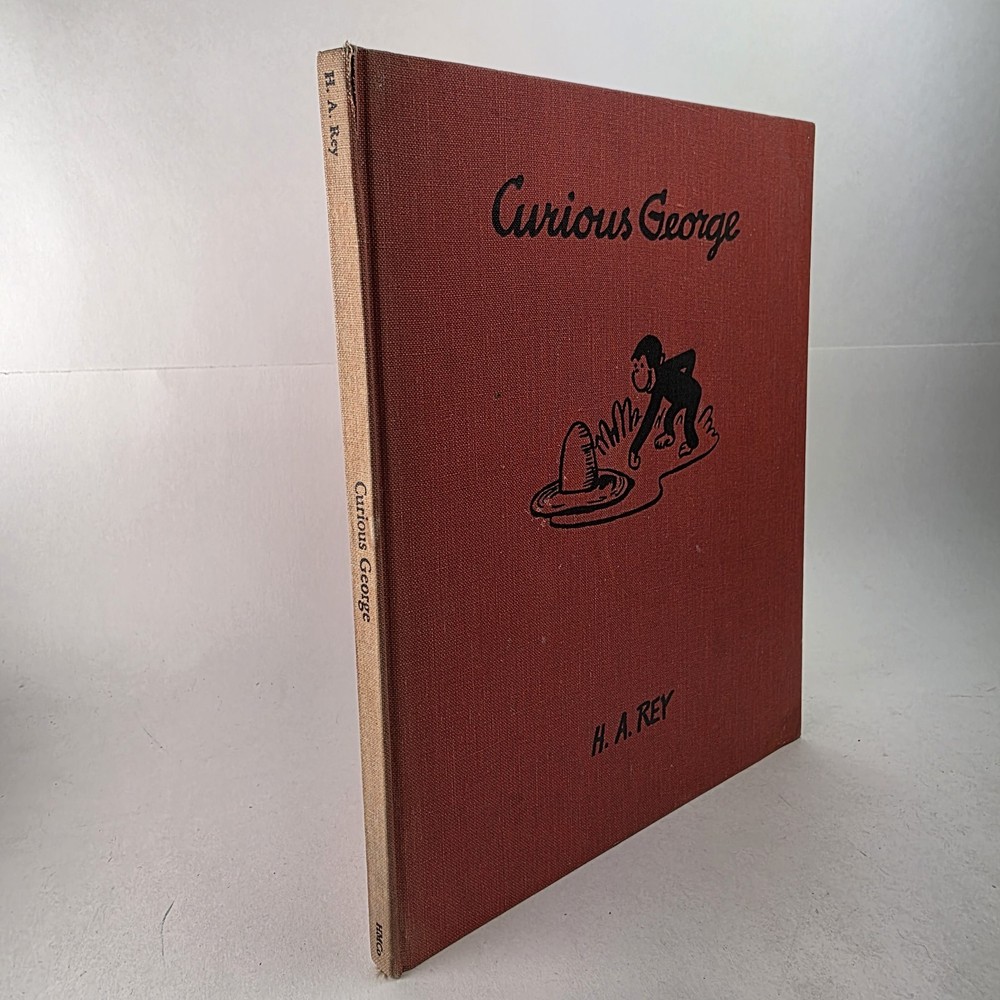 H. A. Rey
Curious George
HMCo
Curious George
H. A. REY